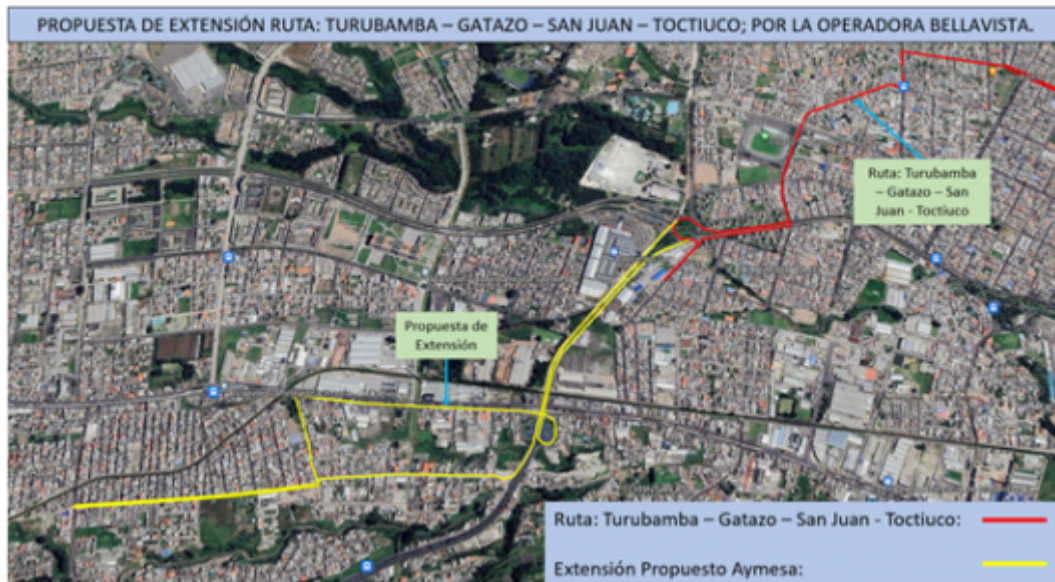 PROPUESTA DE EXTENSIÓN RUTA: TURUBAMBA – GATAZO – SAN JUAN – TOCTIUCO; POR LA OPERADORA BELLAVISTA.
Ruta: Turubamba
– Gatazo – San
Juan - Toctiuco
Propuesta de
Extensión
Ruta: Turubamba – Gatazo – San Juan - Toctiuco:
Extensión Propuesto Aymesa: